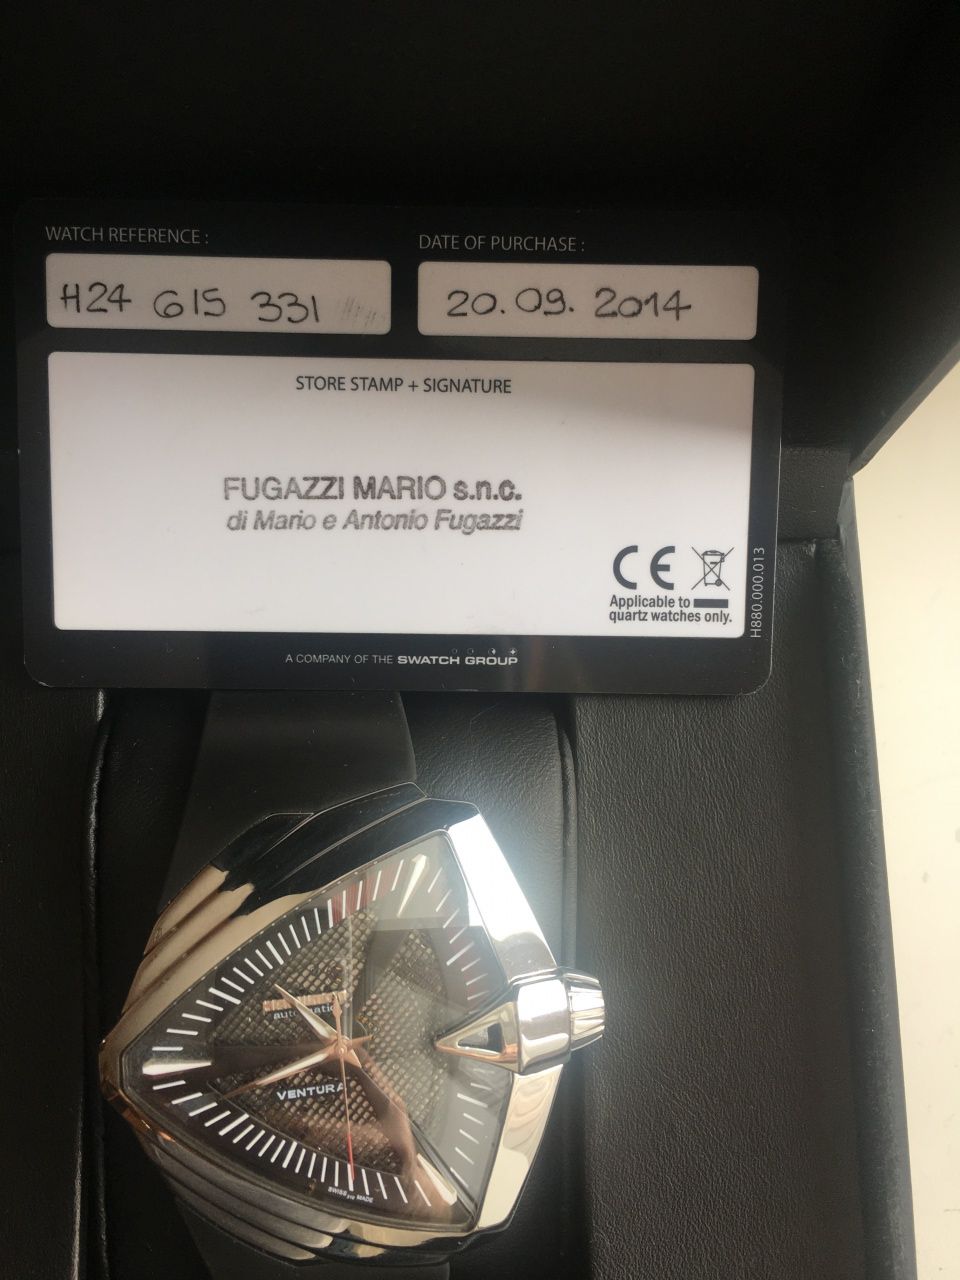 WATCH REFERENCE :
DATE OF PURCHASE :
H24 615 331
20.09.2014
STORE STAMP + SIGNATURE
FUGAZZI MARIO s.n.c.
di Mario e Antonio Fugazzi
CE
Applicable to
quartz watches only.
H880.000.013
A COMPANY OF THE SWATCH GROUP
automatic
VENTURA
SWISS MADE